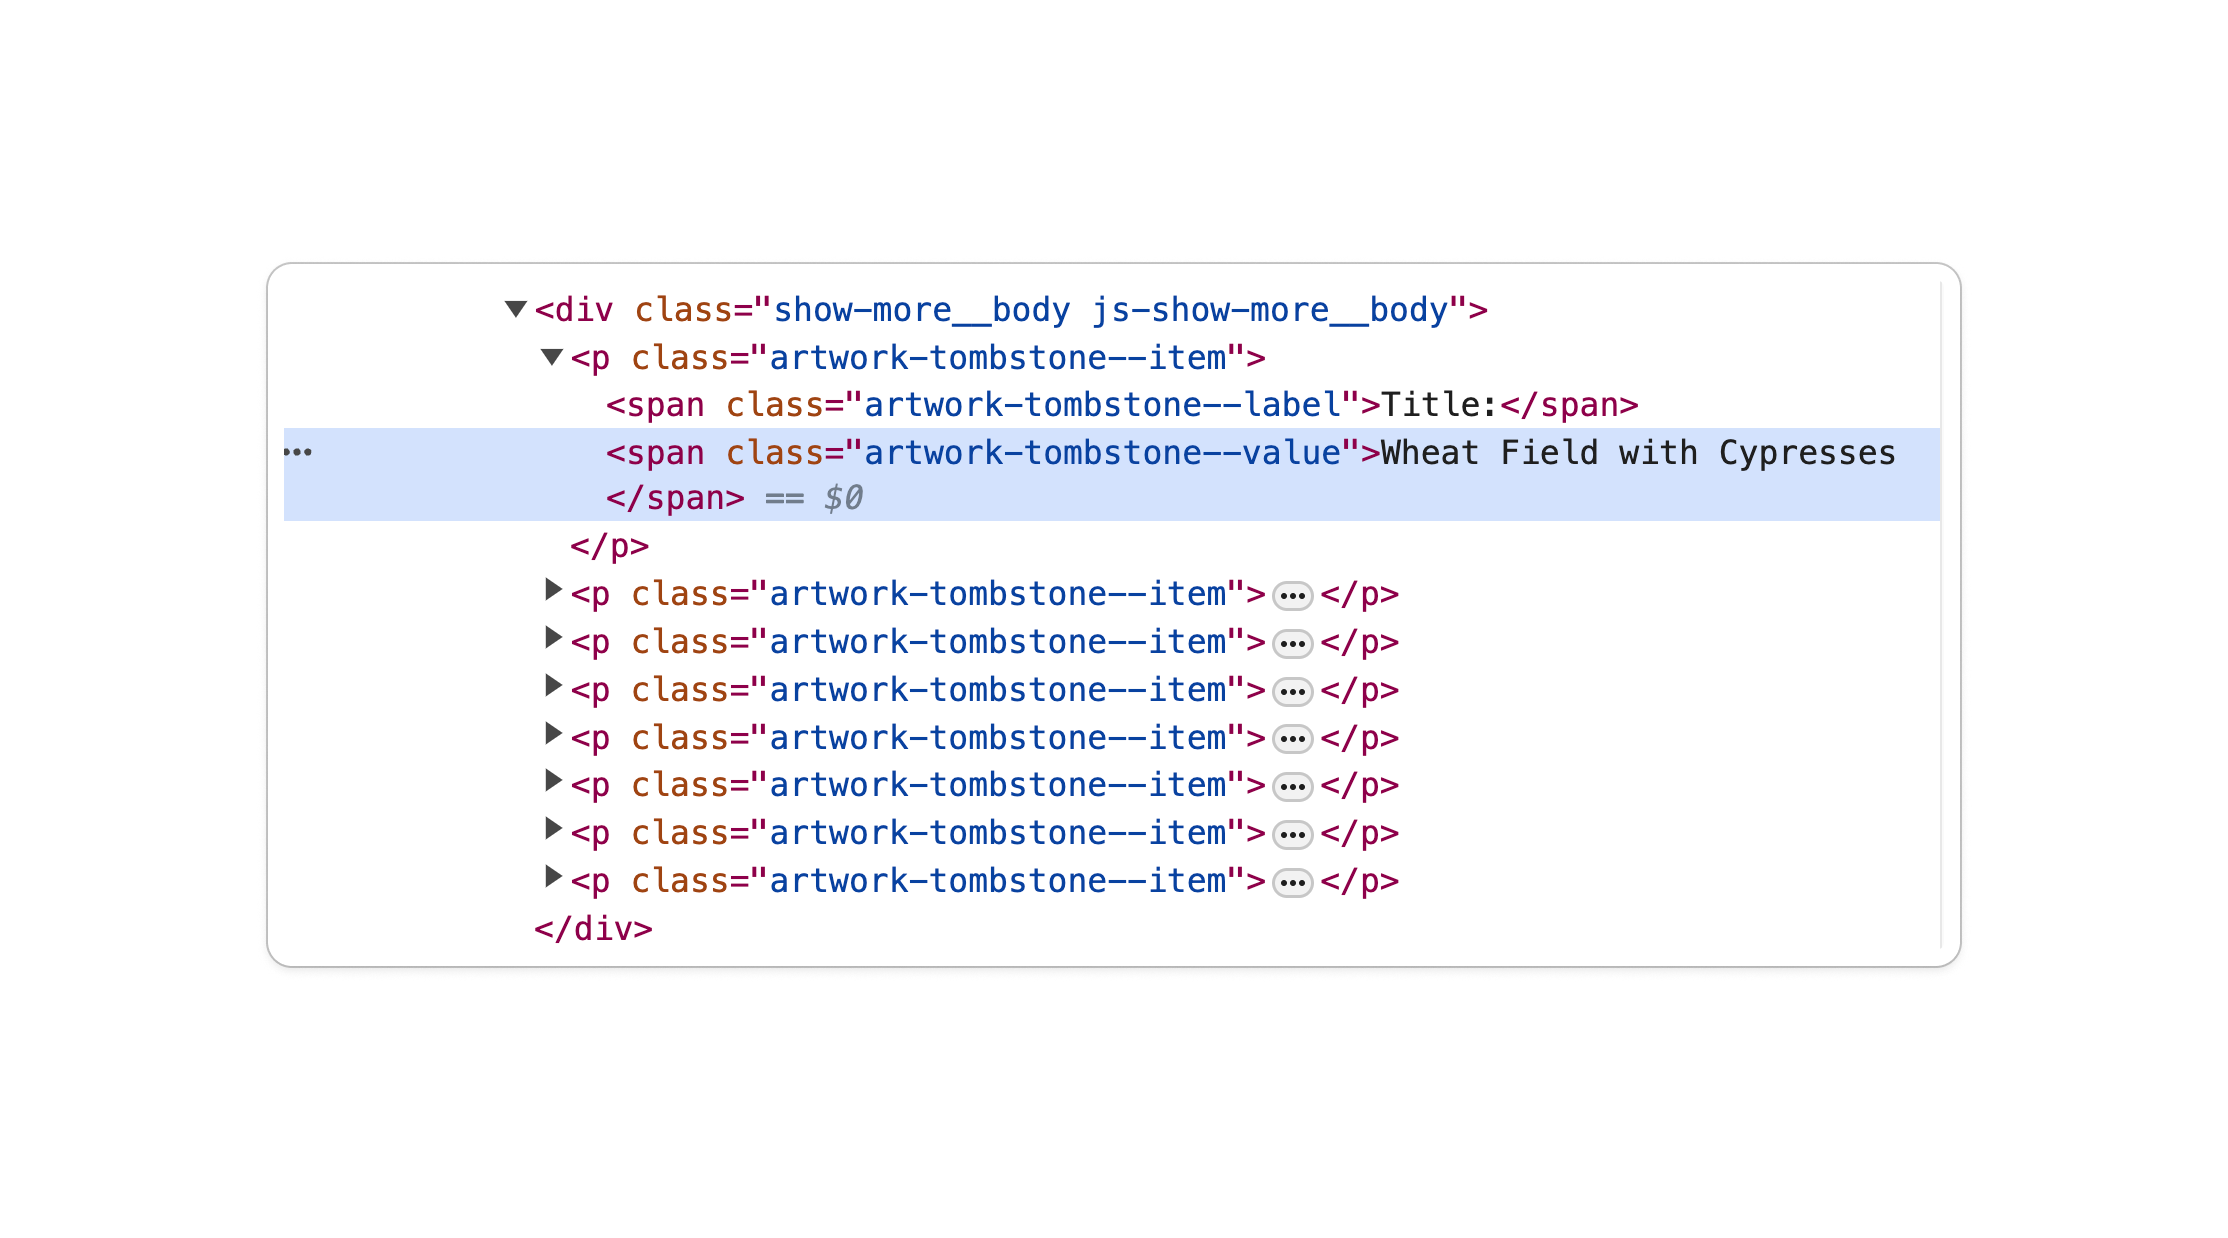 ▼<div class="show-more__body js-show-more__body">
▼<p class="artwork-tombstone--item">
<span class="artwork-tombstone--label">Title:</span>
<span class="artwork-tombstone--value">Wheat Field with Cypresses
</span> == $0
</p>
▶<p class="artwork-tombstone--item">…</p>
▶<p class="artwork-tombstone--item">…</p>
▶<p class="artwork-tombstone--item">…</p>
▶<p class="artwork-tombstone--item">…</p>
▶<p class="artwork-tombstone--item">…</p>
▶<p class="artwork-tombstone--item">…</p>
▶<p class="artwork-tombstone--item">…</p>
</div>